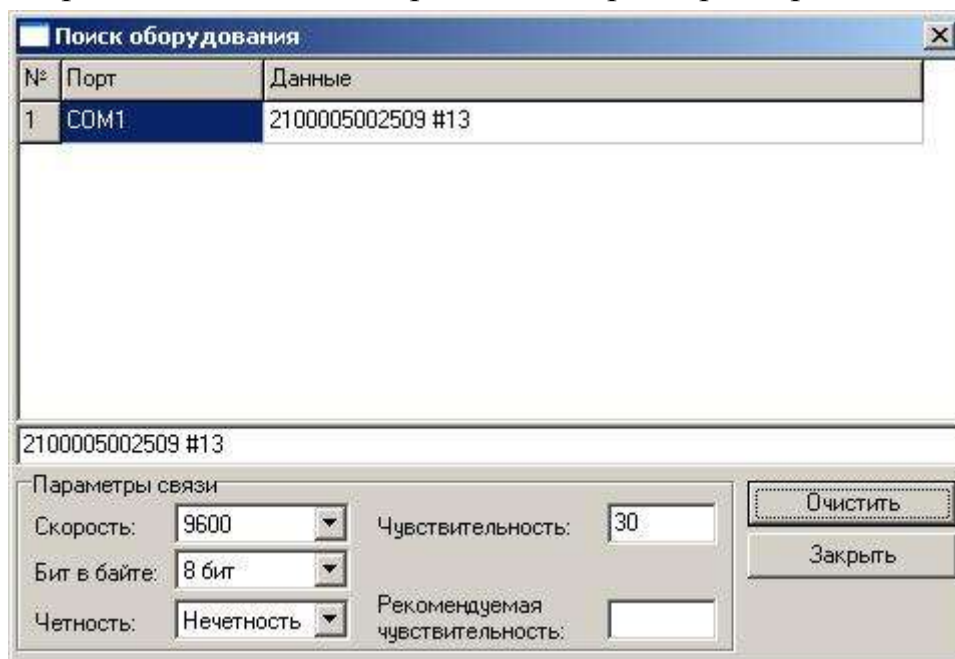 Поиск оборудования
№ Порт Данные
1 COM1 2100005002509 #13
2100005002509 #13
Параметры связи
Скорость: 9600 Чувствительность: 30
Бит в байте: 8 бит
Четность: Нечетность Рекомендуемая чувствительность:
Очистить
Закрыть